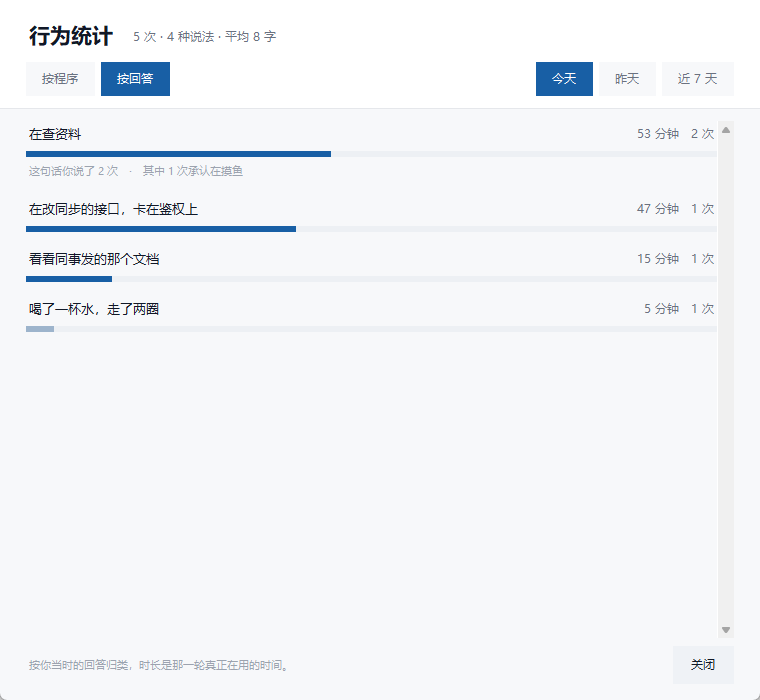 行为统计 5 次 · 4 种说法 · 平均 8 字
按程序 按回答 今天 昨天 近 7 天
在查资料 53 分钟 2 次
这句话你说了 2 次 · 其中 1 次承认在摸鱼
在改同步的接口，卡在鉴权上 47 分钟 1 次
看看同事发的那个文档 15 分钟 1 次
喝了一杯水，走了两圈 5 分钟 1 次
按你当时的回答归类，时长是那一轮真正在用的时间。 关闭